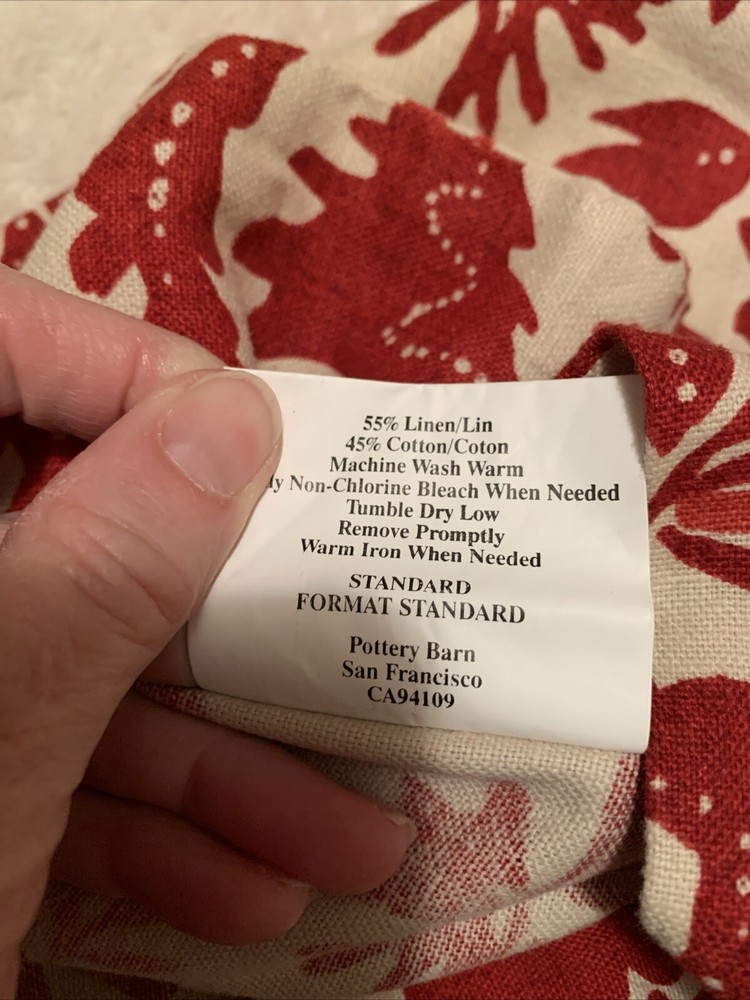 55% Linen/Lin
45% Cotton/Coton
Machine Wash Warm
Non-Chlorine Bleach When Needed
Tumble Dry Low
Remove Promptly
Warm Iron When Needed
STANDARD
FORMAT STANDARD
Pottery Barn
San Francisco
CA94109